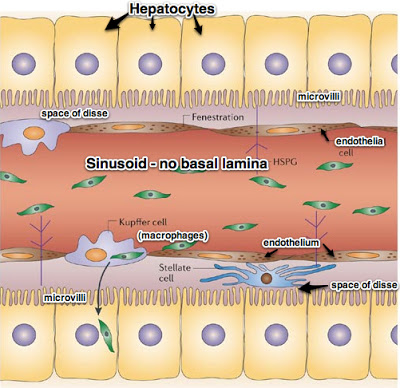 Hepatocytes
microvilli
space of disse
Fenestration
endothelia
cell
Sinusoid - no basal lamina
HSPG
Kupffer cell
(macrophages)
endothelium
Stellate
cell
space of disse
microvilli